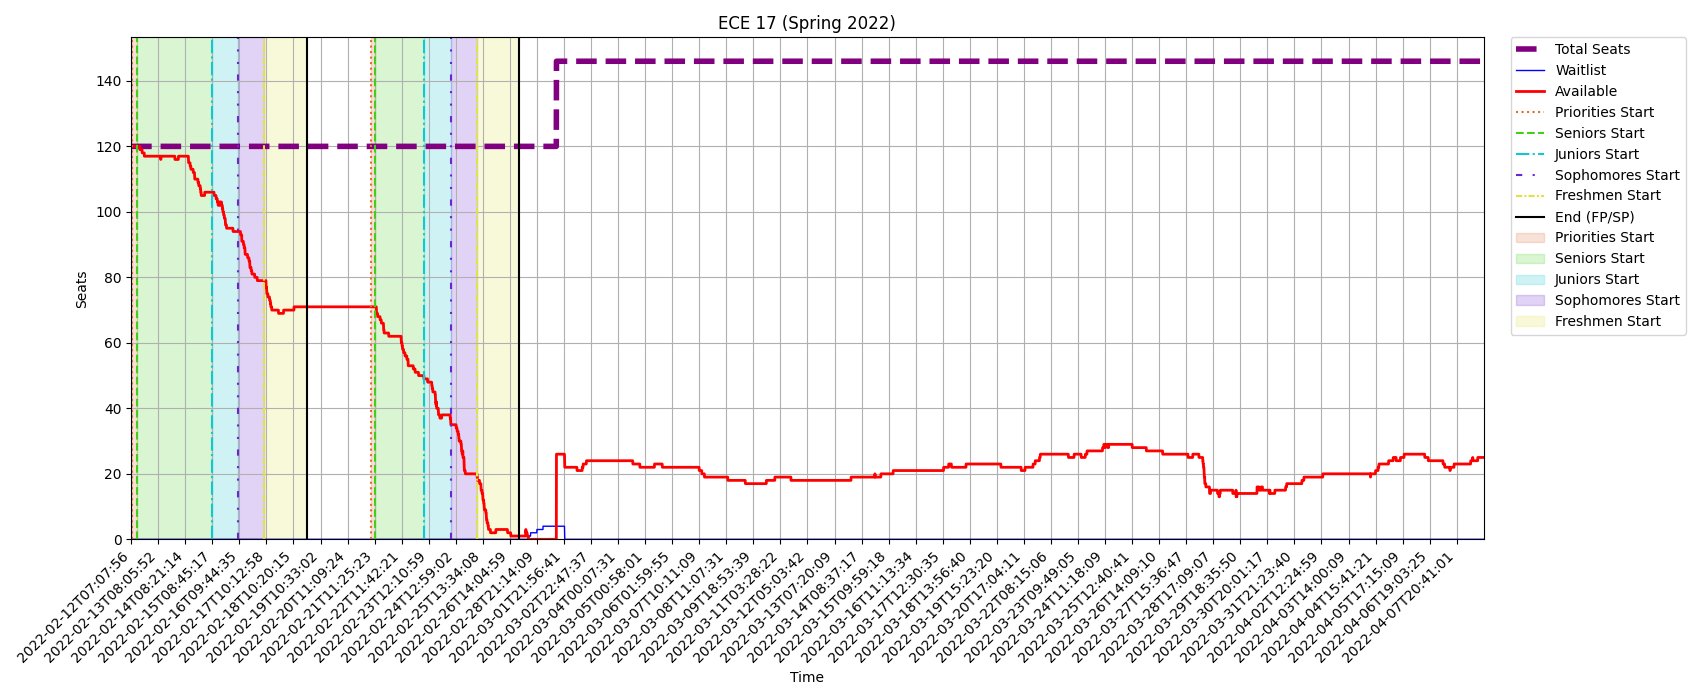 ECE 17 (Spring 2022)
Seats
140
120
100
80
60
40
20
0
2022-02-12T07:07:56
2022-02-13T08:05:52
2022-02-14T08:21:14
2022-02-15T08:45:17
2022-02-16T09:44:35
2022-02-17T10:12:58
2022-02-18T10:20:15
2022-02-19T10:33:02
2022-02-20T11:09:24
2022-02-21T11:25:23
2022-02-22T11:42:21
2022-02-23T12:10:59
2022-02-24T12:59:02
2022-02-25T13:34:08
2022-02-26T14:04:59
2022-02-28T21:14:09
2022-03-01T21:56:41
2022-03-02T22:47:37
2022-03-04T00:07:31
2022-03-05T00:58:01
2022-03-06T01:59:55
2022-03-07T10:11:09
2022-03-08T11:07:31
2022-03-09T18:53:39
2022-03-11T03:28:22
2022-03-12T05:03:42
2022-03-13T07:20:09
2022-03-14T08:37:17
2022-03-15T09:59:18
2022-03-16T11:13:34
2022-03-17T12:30:35
2022-03-18T13:56:40
2022-03-19T15:23:20
2022-03-20T17:04:11
2022-03-22T08:15:06
2022-03-23T09:49:05
2022-03-24T11:18:09
2022-03-25T12:40:41
2022-03-26T14:09:10
2022-03-27T15:36:47
2022-03-28T17:09:07
2022-03-29T18:35:50
2022-03-30T20:01:17
2022-03-31T21:23:40
2022-04-02T12:24:59
2022-04-03T14:00:09
2022-04-04T15:41:21
2022-04-05T17:15:09
2022-04-06T19:03:25
2022-04-07T20:41:01
Time
Total Seats
Waitlist
Available
Priorities Start
Seniors Start
Juniors Start
Sophomores Start
Freshmen Start
End (FP/SP)
Priorities Start
Seniors Start
Juniors Start
Sophomores Start
Freshmen Start